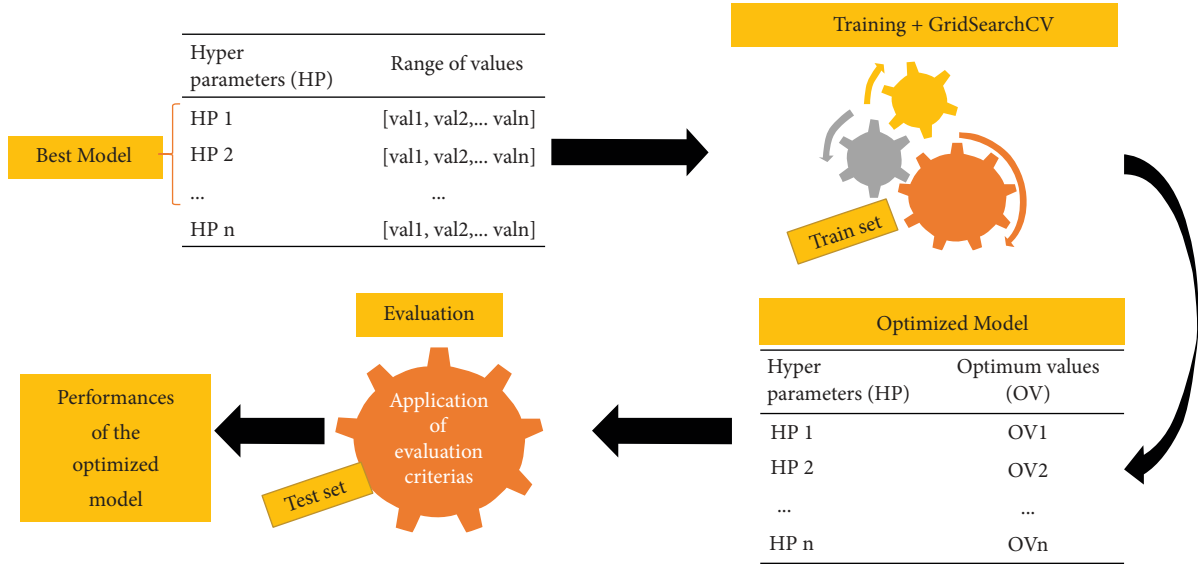 Best Model
Hyper
parameters (HP)
Range of values
HP 1
[val1, val2,... valn]
HP 2
[val1, val2,... valn]
...
...
HP n
[val1, val2,... valn]
Training + GridSearchCV
Train set
Optimized Model
Hyper
parameters (HP)
Optimum values
(OV)
HP 1
OV1
HP 2
OV2
...
...
HP n
OVn
Evaluation
Application
of
evaluation
criterias
Test set
Performances
of the
optimized
model